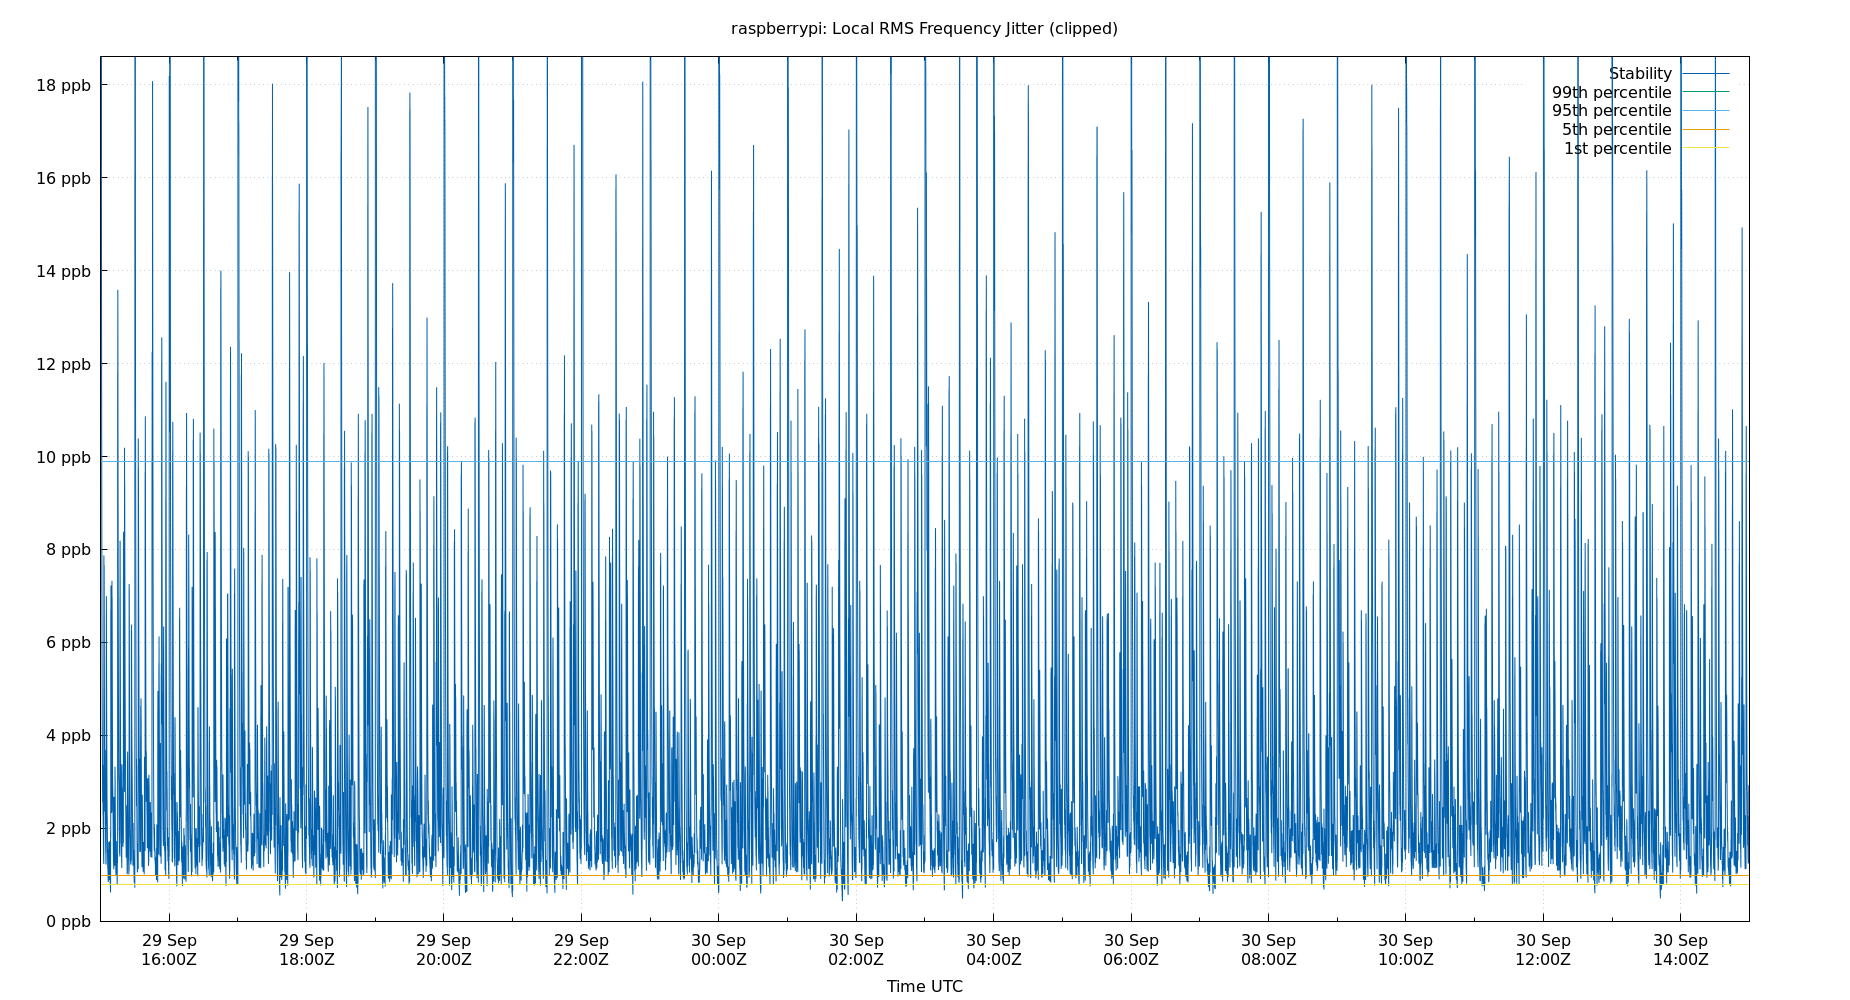 raspberrypi: Local RMS Frequency Jitter (clipped)
18 ppb
16 ppb
14 ppb
12 ppb
10 ppb
8 ppb
6 ppb
4 ppb
2 ppb
0 ppb
Stability
99th percentile
95th percentile
5th percentile
1st percentile
29 Sep
16:00Z
29 Sep
18:00Z
29 Sep
20:00Z
29 Sep
22:00Z
30 Sep
00:00Z
30 Sep
02:00Z
30 Sep
04:00Z
30 Sep
06:00Z
30 Sep
08:00Z
30 Sep
10:00Z
30 Sep
12:00Z
30 Sep
14:00Z
Time UTC